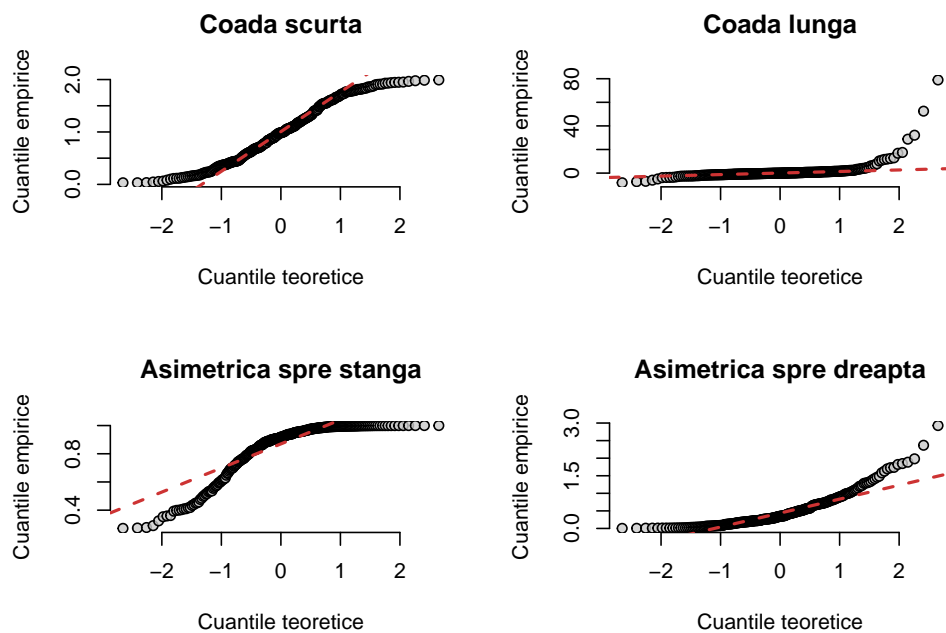 Coada scurta
Cuantile empirice
2.0
1.0
0.0
−2 −1 0 1 2
Cuantile teoretice
Coada lunga
Cuantile empirice
80
40
0
−2 −1 0 1 2
Cuantile teoretice
Asimetrica spre stanga
Cuantile empirice
0.8
0.4
−2 −1 0 1 2
Cuantile teoretice
Asimetrica spre dreapta
Cuantile empirice
3.0
1.5
0.0
−2 −1 0 1 2
Cuantile teoretice